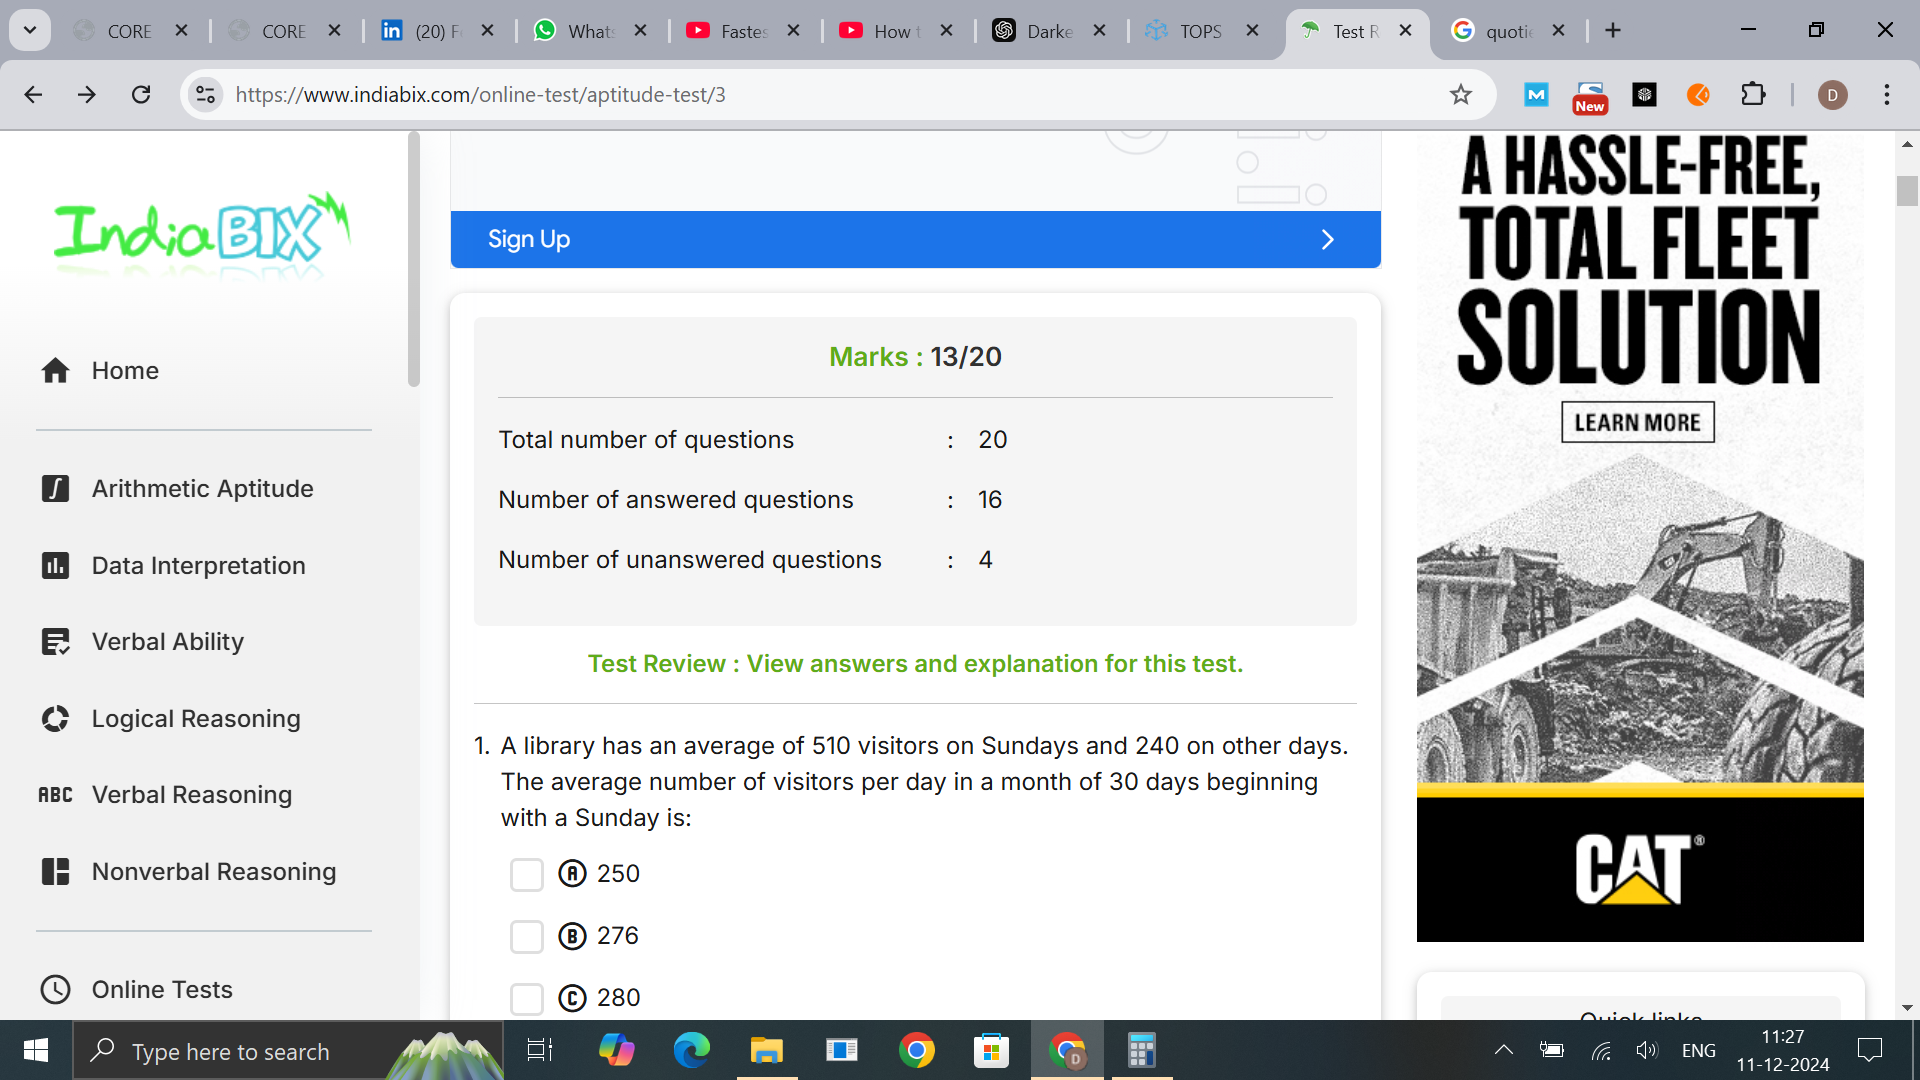 CORE
CORE
(20) F
Whats
Fastes
How t
Darke
TOPS
Test R
quotie
https://www.indiabix.com/online-test/aptitude-test/3
New
D
IndiaBIX
Home
Arithmetic Aptitude
Data Interpretation
Verbal Ability
Logical Reasoning
ABC Verbal Reasoning
Nonverbal Reasoning
Online Tests
Sign Up
Marks : 13/20
Total number of questions : 20
Number of answered questions : 16
Number of unanswered questions : 4
Test Review : View answers and explanation for this test.
1. A library has an average of 510 visitors on Sundays and 240 on other days.
The average number of visitors per day in a month of 30 days beginning
with a Sunday is:
A 250
B 276
C 280
A HASSLE-FREE,
TOTAL FLEET
SOLUTION
LEARN MORE
CAT®
Quick links
Type here to search
D
ENG
11:27
11-12-2024